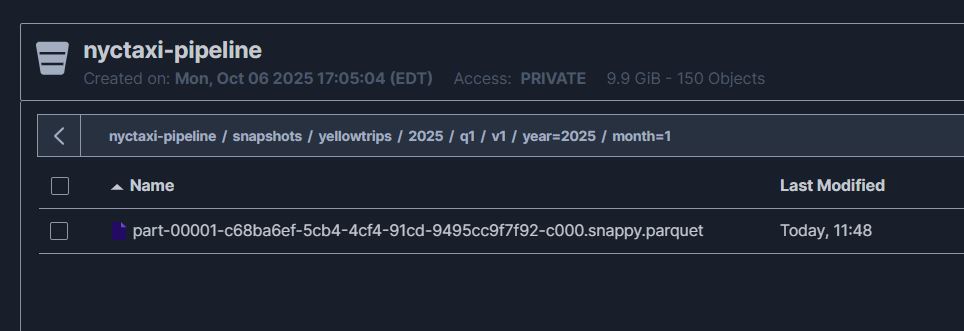 nyctaxi-pipeline
Created on: Mon, Oct 06 2025 17:05:04 (EDT) Access: PRIVATE 9.9 GiB - 150 Objects
nyctaxi-pipeline / snapshots / yellowtrips / 2025 / q1 / v1 / year=2025 / month=1
Name Last Modified
part-00001-c68ba6ef-5cb4-4cf4-91cd-9495cc9f7f92-c000.snappy.parquet Today, 11:48